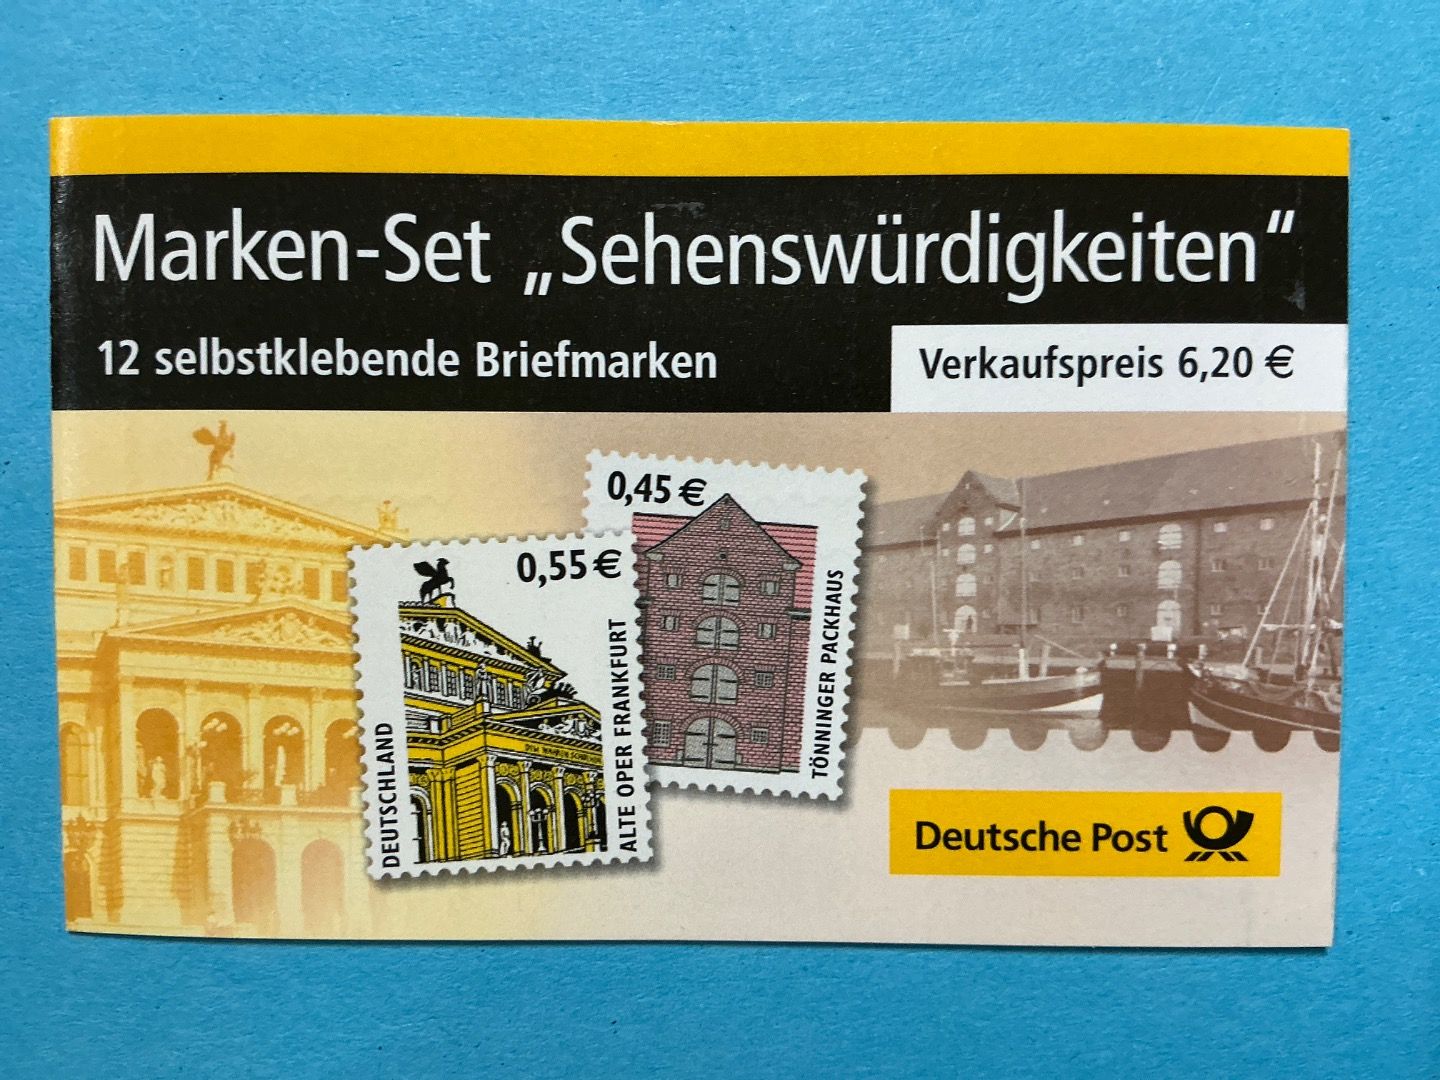 Marken-Set „Sehenswürdigkeiten“
12 selbstklebende Briefmarken
Verkaufspreis 6,20 €
0,45 €
TÖNNINGER PACKHAUS
0,55 €
DEUTSCHLAND
ALTE OPER FRANKFURT
Deutsche Post